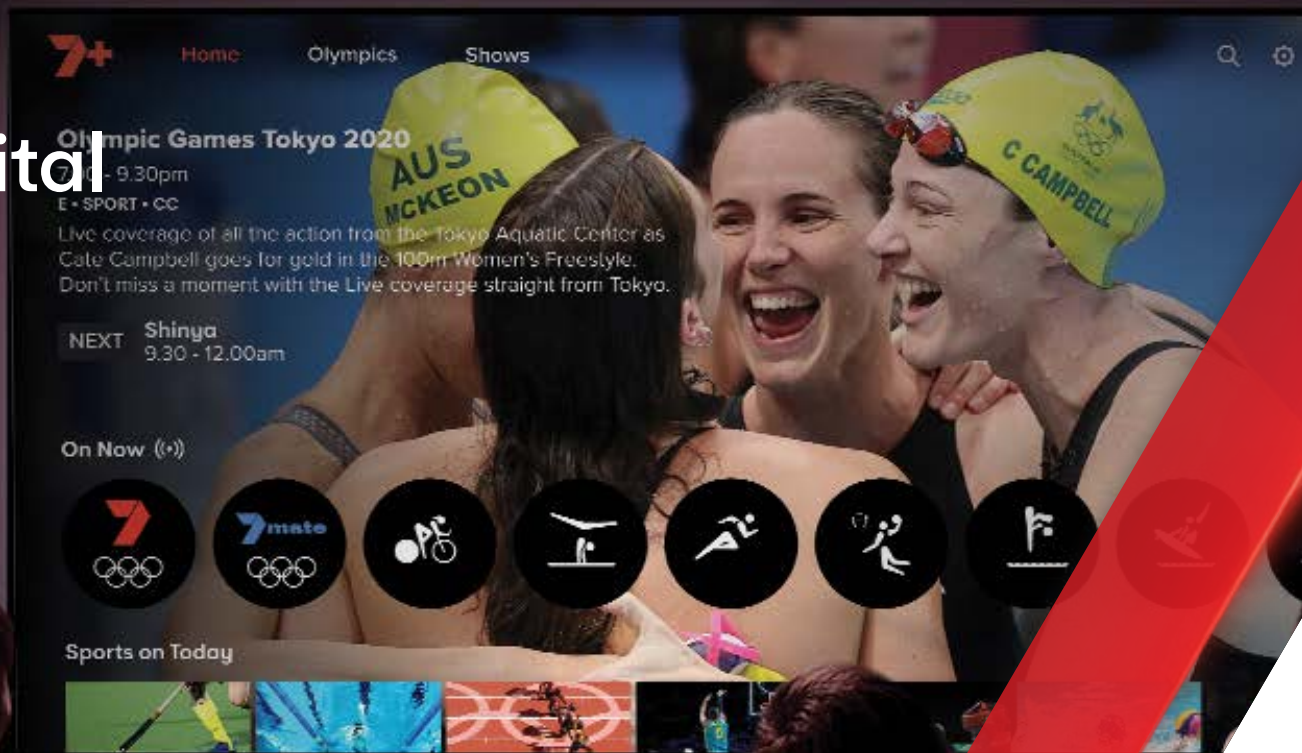 7+ Home Olympics Shows
ital
Olympic Games Tokyo 2020
7.00 - 9.30pm
E • SPORT • CC
Live coverage of all the action from the Tokyo Aquatic Center as
Cate Campbell goes for gold in the 100m Women's Freestyle.
Don't miss a moment with the Live coverage straight from Tokyo.
NEXT
Shinya
9.30 - 12.00am
AUS
MCKEON
C CAMPBELL
On Now
7
7mate
Sports on Today